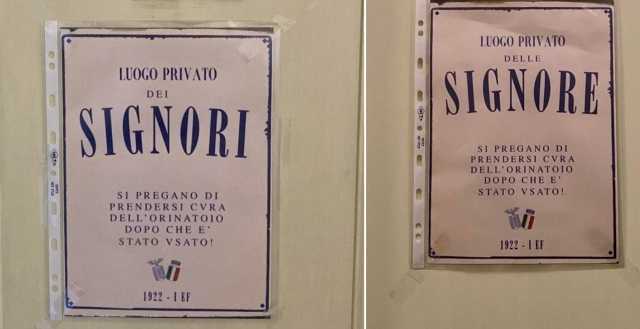 LUOGO PRIVATO
DEI
SIGNORI
SI PREGANO DI
PRENDERSI CVRA
DELL'ORINATOIO
DOPO CHE E'
STATO VSATO!
1922 - I EF
LUOGO PRIVATO
DELLE
SIGNORE
SI PREGANO DI
PRENDERSI CVRA
DELL'ORINATOIO
DOPO CHE E'
STATO VSATO!
1922 - I EF